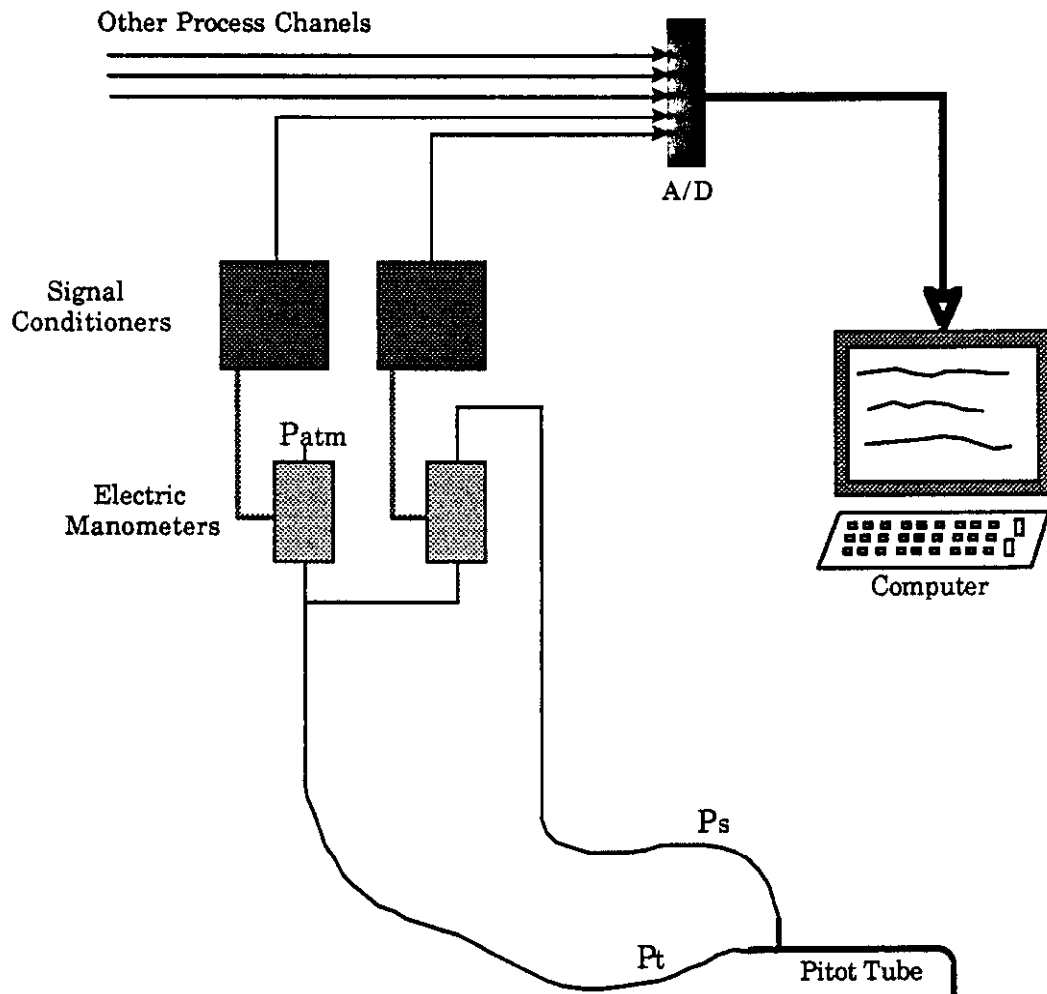 Other Process Chanels
A/D
Signal
Conditioners
Patm
Electric
Manometers
Computer
Ps
Pt
Pitot Tube